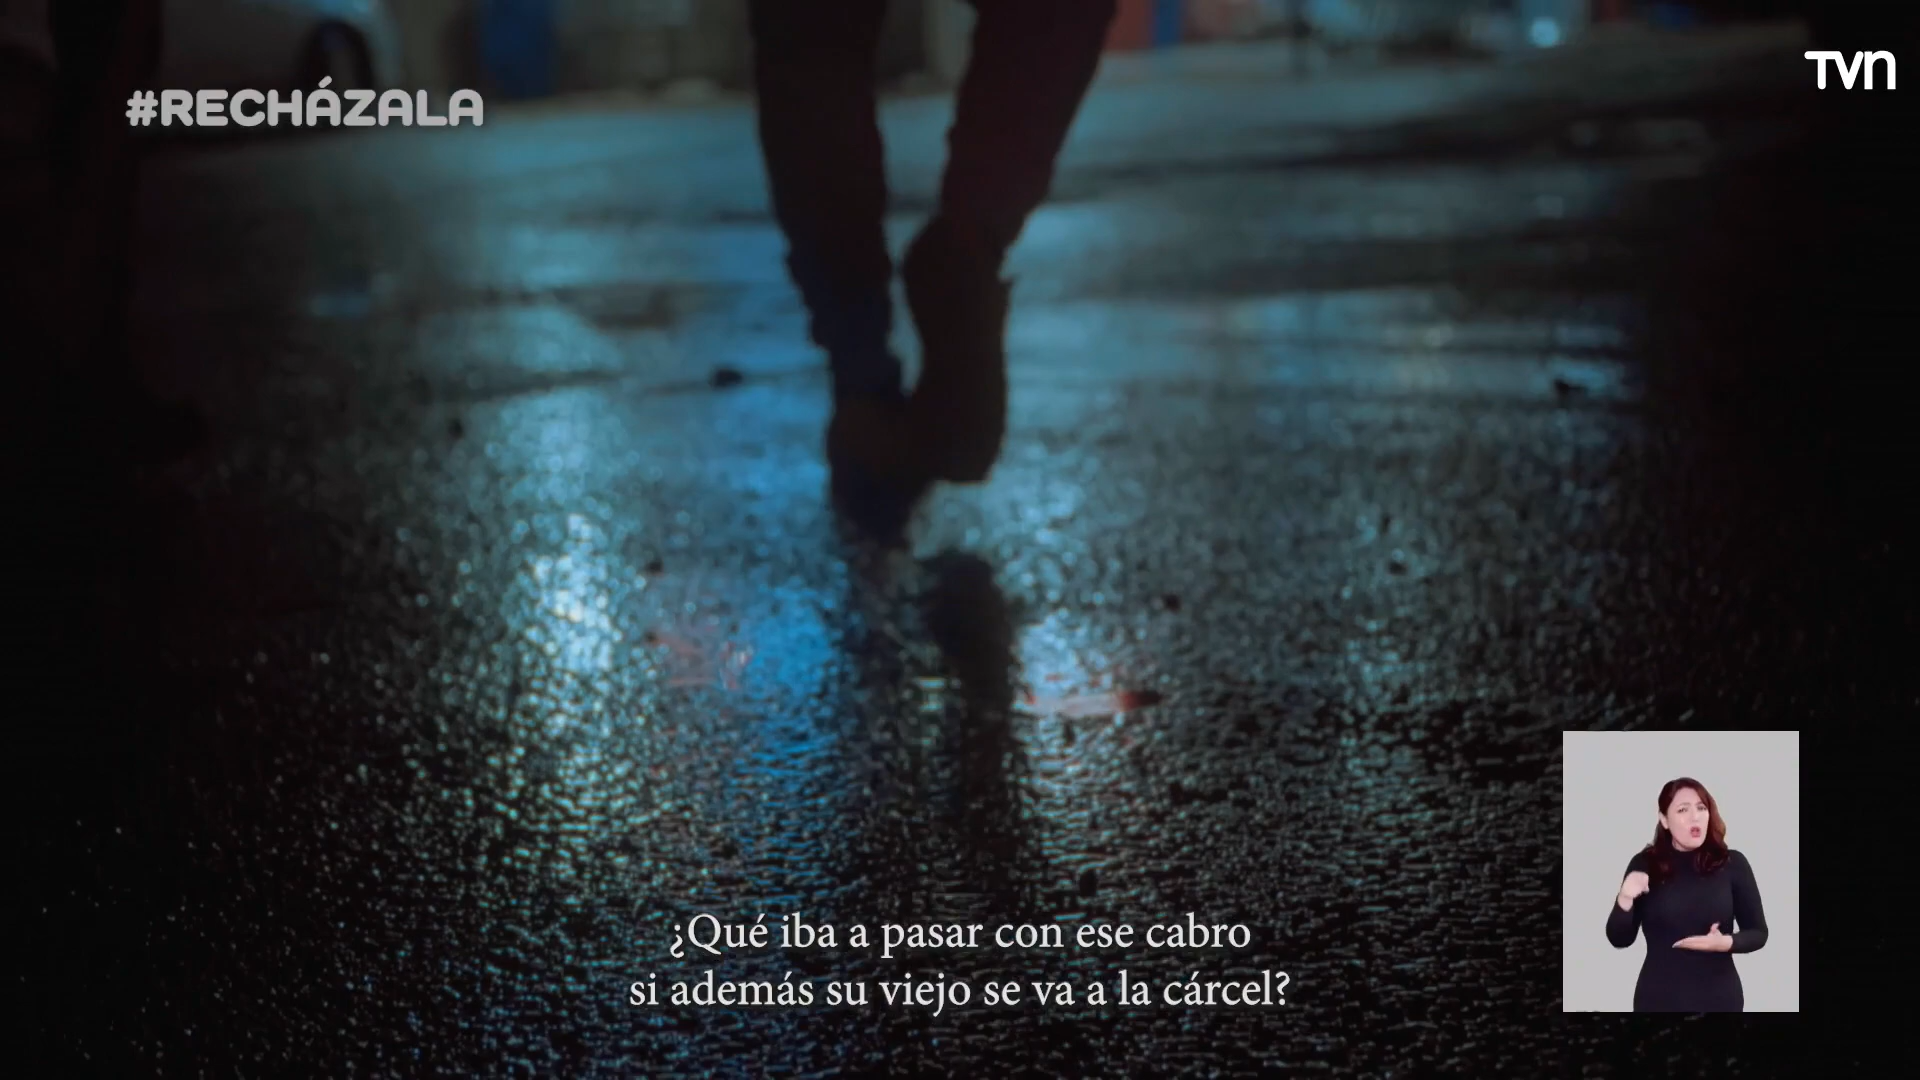 #RECHÁZALA
TVN
¿Qué iba a pasar con ese cabro
si además su viejo se va a la cárcel?